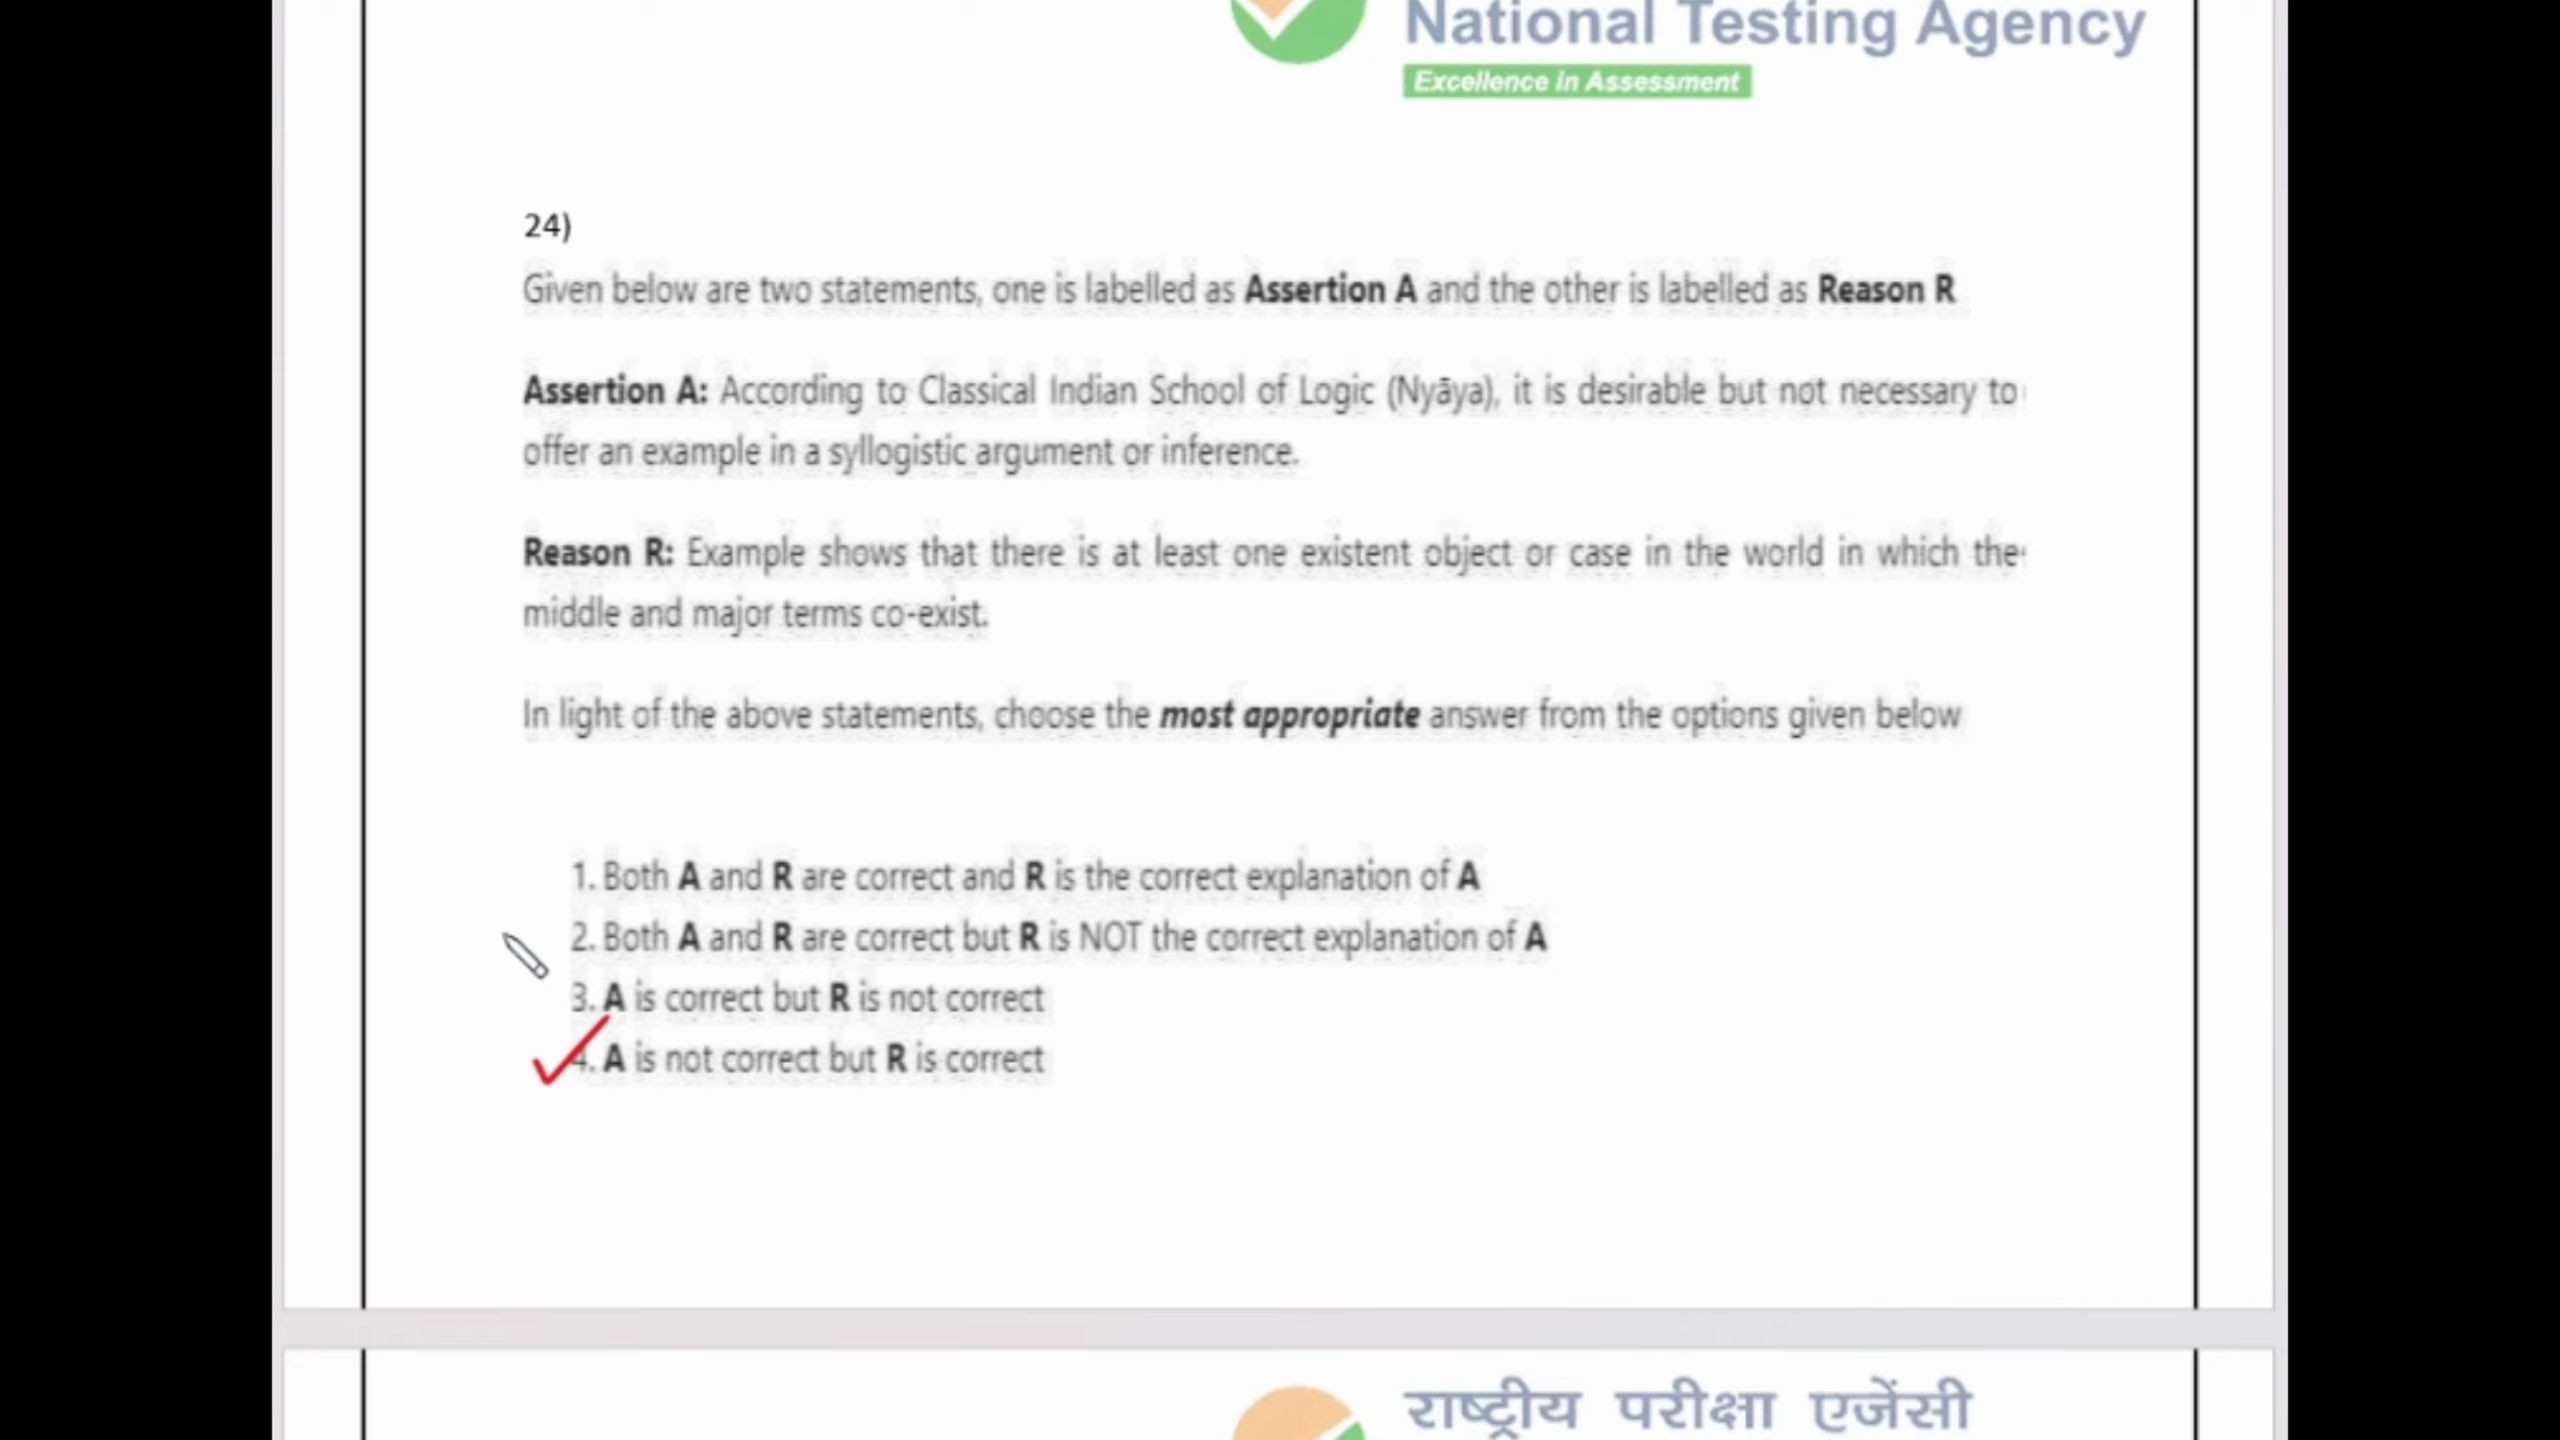 National Testing Agency
Excellence in Assessment
24)
Given below are two statements, one is labelled as Assertion A and the other is labelled as Reason R
Assertion A: According to Classical Indian School of Logic (Nyāya), it is desirable but not necessary to
offer an example in a syllogistic argument or inference.
Reason R: Example shows that there is at least one existent object or case in the world in which the
middle and major terms co-exist.
In light of the above statements, choose the most appropriate answer from the options given below
1. Both A and R are correct and R is the correct explanation of A
2. Both A and R are correct but R is NOT the correct explanation of A
3. A is correct but R is not correct
4. A is not correct but R is correct
राष्ट्रीय परीक्षा एजेंसी